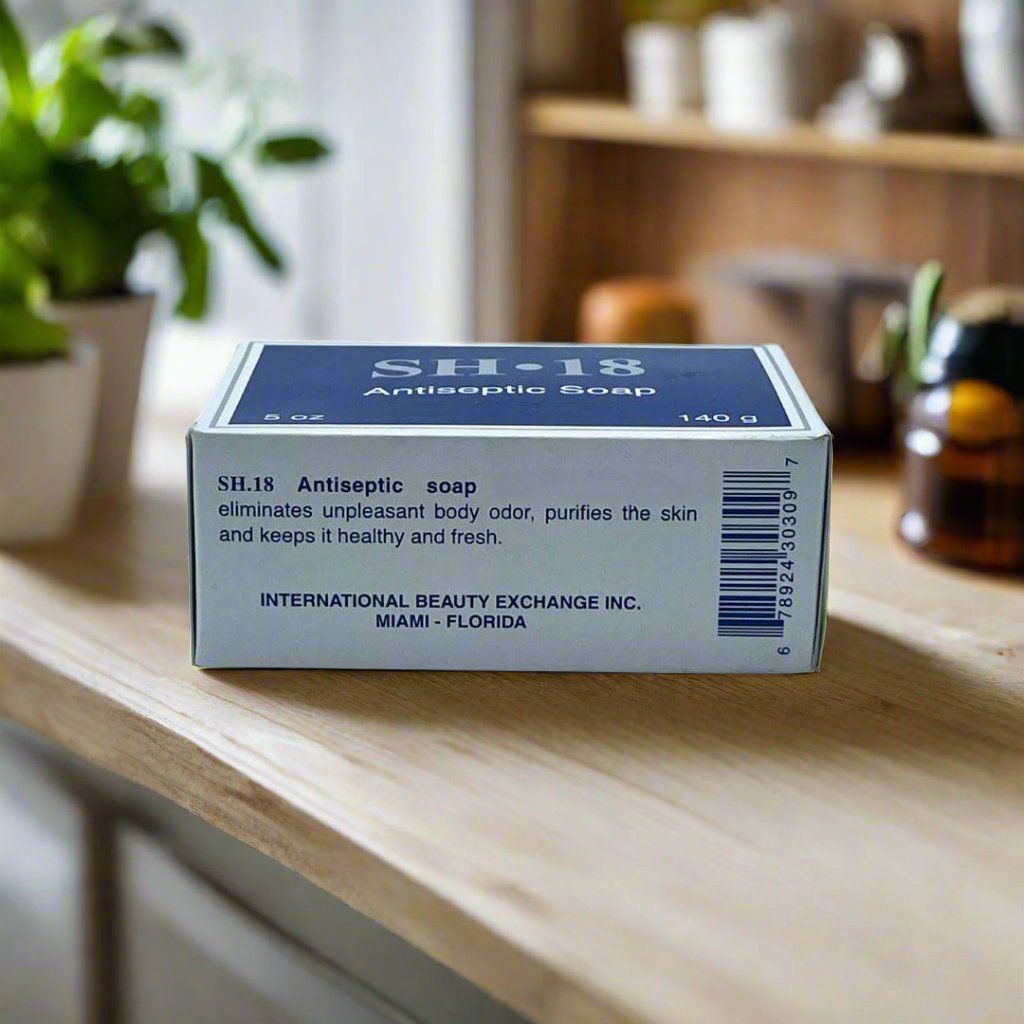 SH•18
Antiseptic Soap
5 oz 140 g
SH.18 Antiseptic soap
eliminates unpleasant body odor, purifies the skin
and keeps it healthy and fresh.
INTERNATIONAL BEAUTY EXCHANGE INC.
MIAMI - FLORIDA
6 78924 30309 7